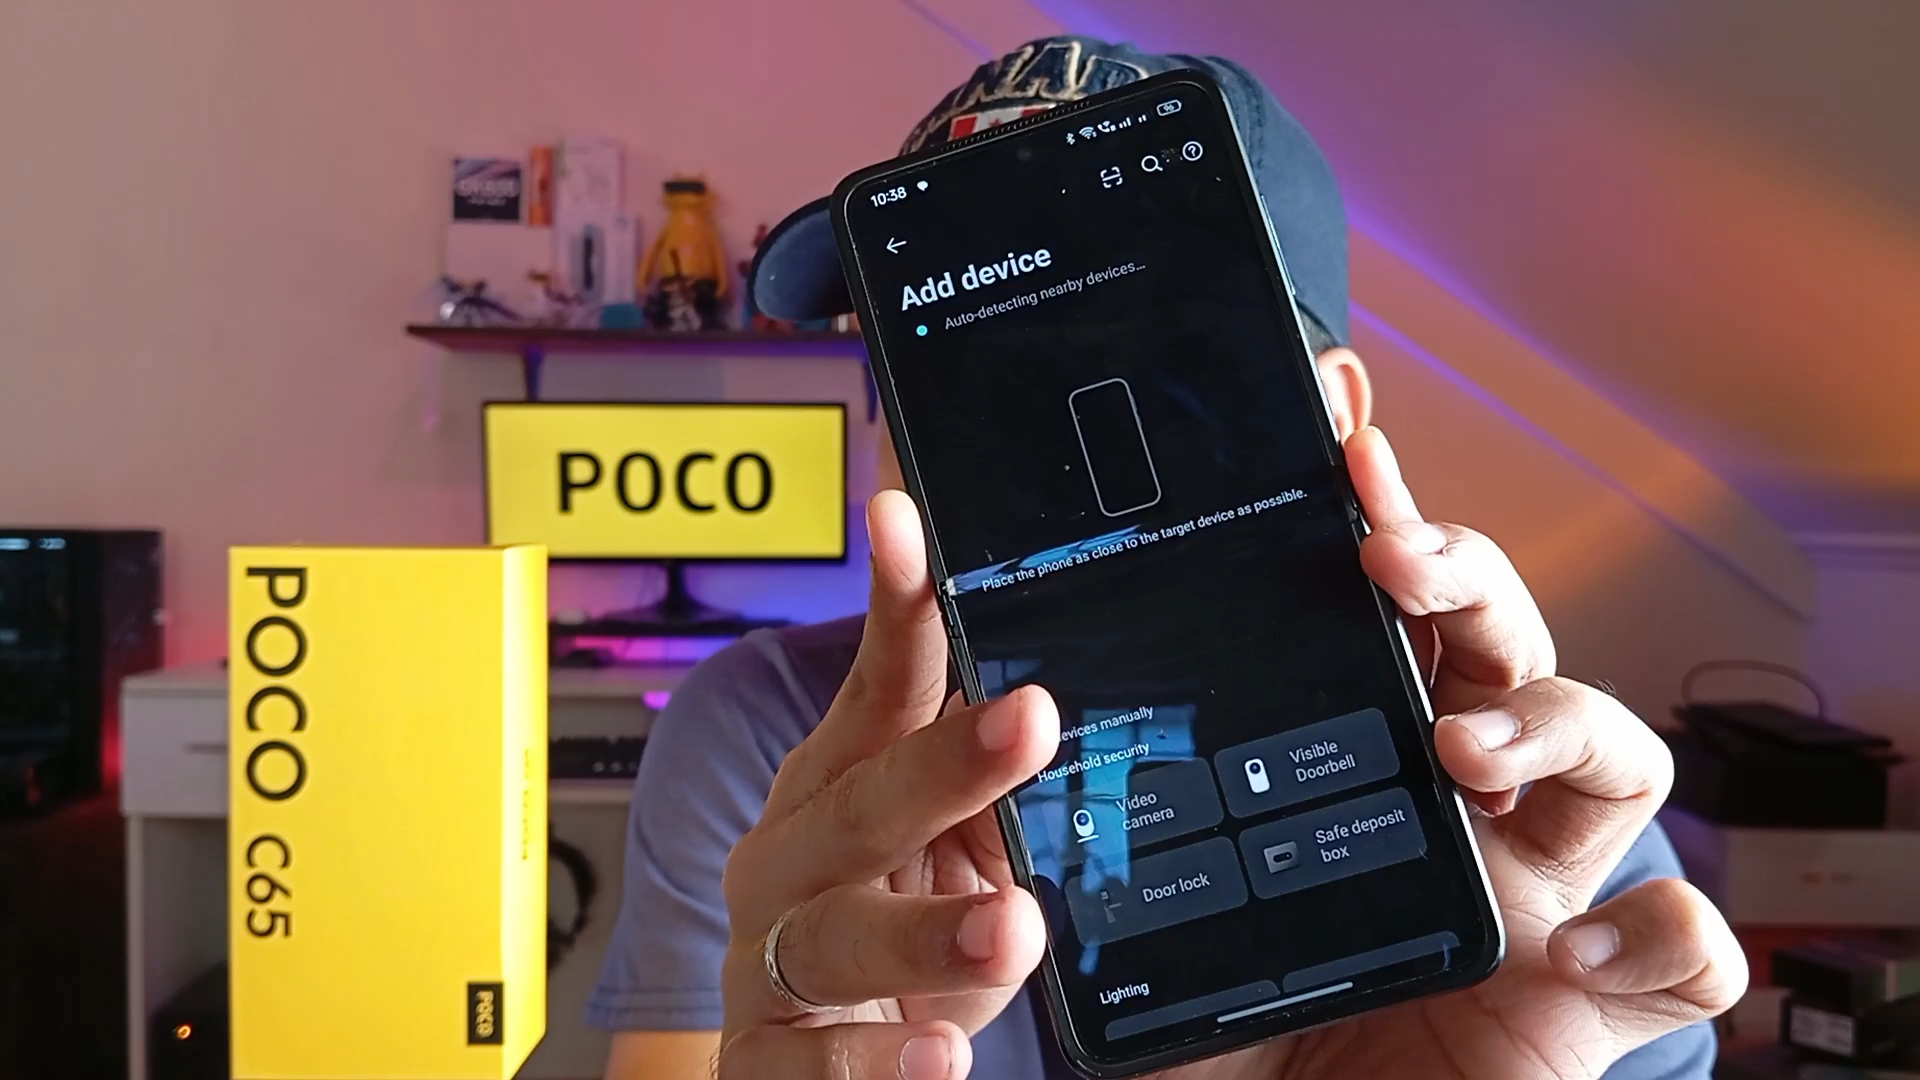 10:38
96
Add device
Auto-detecting nearby devices...
Place the phone as close to the target device as possible.
evices manually
Household security
Video
camera
Visible
Doorbell
Door lock
Safe deposit
box
Lighting
POCO
POCO C65
POCO